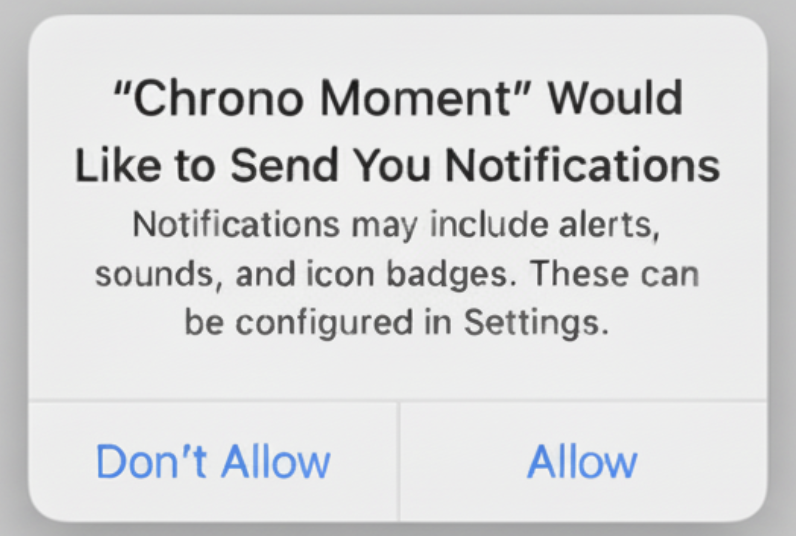 “Chrono Moment” Would
Like to Send You Notifications
Notifications may include alerts,
sounds, and icon badges. These can
be configured in Settings.
Don’t Allow
Allow